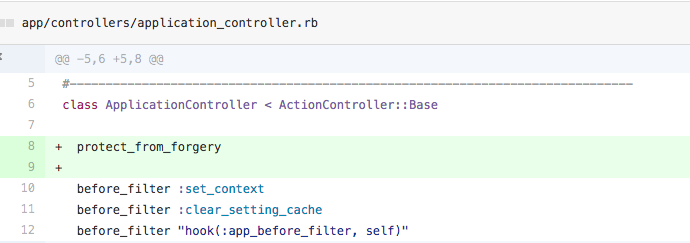 app/controllers/application_controller.rb
@@ -5,6 +5,8 @@
5 #------------------------------------------------------------------------------
6 class ApplicationController < ActionController::Base
7
8 + protect_from_forgery
9 +
10 before_filter :set_context
11 before_filter :clear_setting_cache
12 before_filter "hook(:app_before_filter, self)"